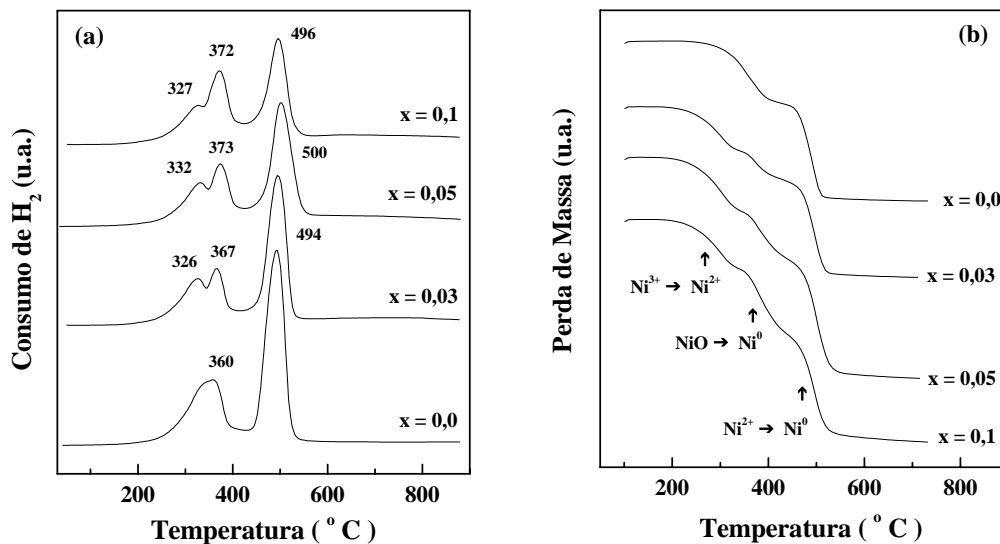 (a)
496
372
327
x = 0,1
500
373
332
x = 0,05
494
367
326
x = 0,03
360
x = 0,0
Consumo de H₂ (u.a.)
200 400 600 800
Temperatura ( ° C )
(b)
x = 0,0
x = 0,03
Ni³⁺ ➔ Ni²⁺
NiO ➔ Ni⁰
x = 0,05
Ni²⁺ ➔ Ni⁰
x = 0,1
Perda de Massa (u.a.)
200 400 600 800
Temperatura ( ° C )